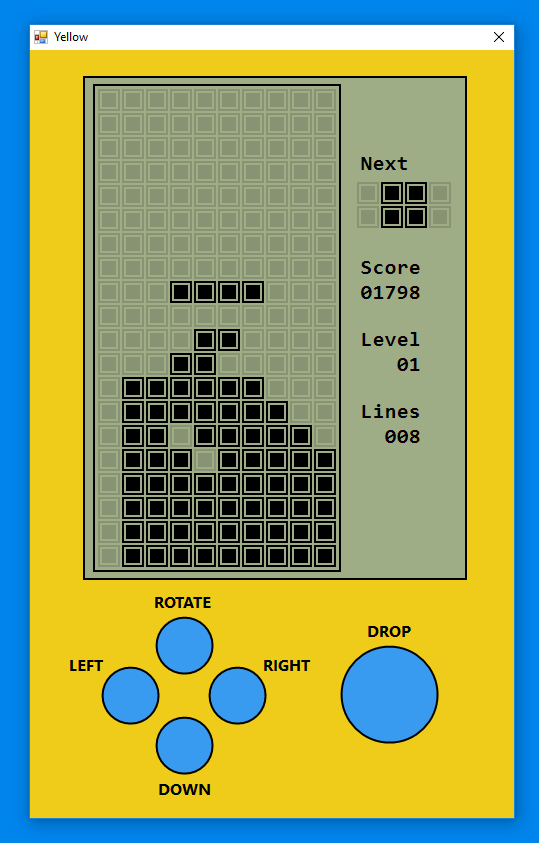 Yellow
Next
Score
01798
Level
01
Lines
008
ROTATE
LEFT
RIGHT
DOWN
DROP